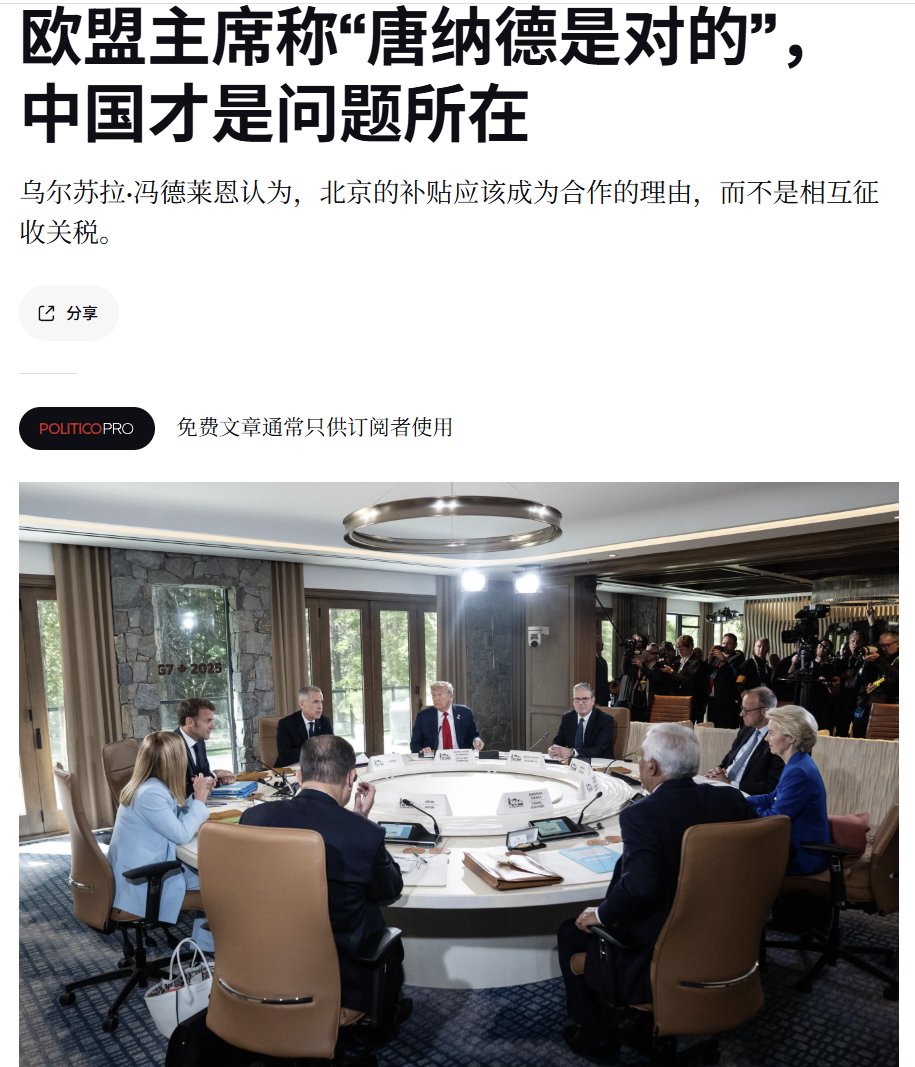 欧盟主席称“唐纳德是对的”，
中国才是问题所在
乌尔苏拉·冯德莱恩认为，北京的补贴应该成为合作的理由，而不是相互征
收关税。
分享
POLITICOPRO
免费文章通常只供订阅者使用
G7 2025